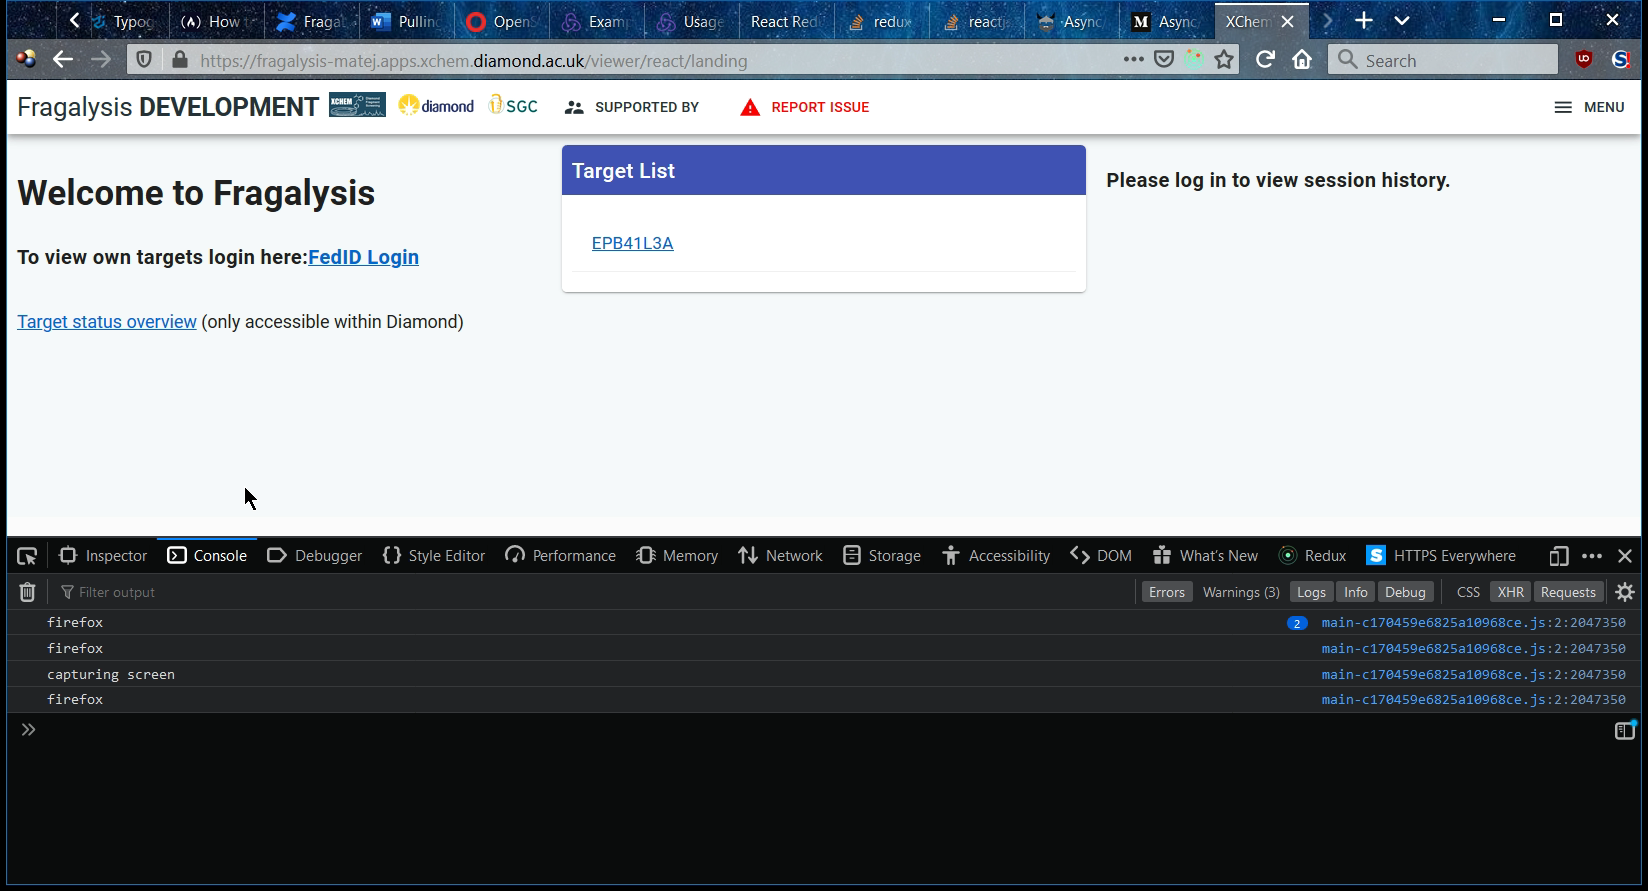 Typog
How t
Fragal
Pullin
OpenS
Examp
Usage
React Redu
redux
reactjs
Async
Async
XChem
https://fragalysis-matej.apps.xchem.diamond.ac.uk/viewer/react/landing
Search
Fragalysis DEVELOPMENT
XCHEM
diamond
SGC
SUPPORTED BY
REPORT ISSUE
MENU
Welcome to Fragalysis
To view own targets login here:FedID Login
Target status overview (only accessible within Diamond)
Target List
EPB41L3A
Please log in to view session history.
Inspector
Console
Debugger
Style Editor
Performance
Memory
Network
Storage
Accessibility
DOM
What's New
Redux
HTTPS Everywhere
Filter output
Errors
Warnings (3)
Logs
Info
Debug
CSS
XHR
Requests
firefox 2 main-c170459e6825a10968ce.js:2:2047350
firefox main-c170459e6825a10968ce.js:2:2047350
capturing screen main-c170459e6825a10968ce.js:2:2047350
firefox main-c170459e6825a10968ce.js:2:2047350